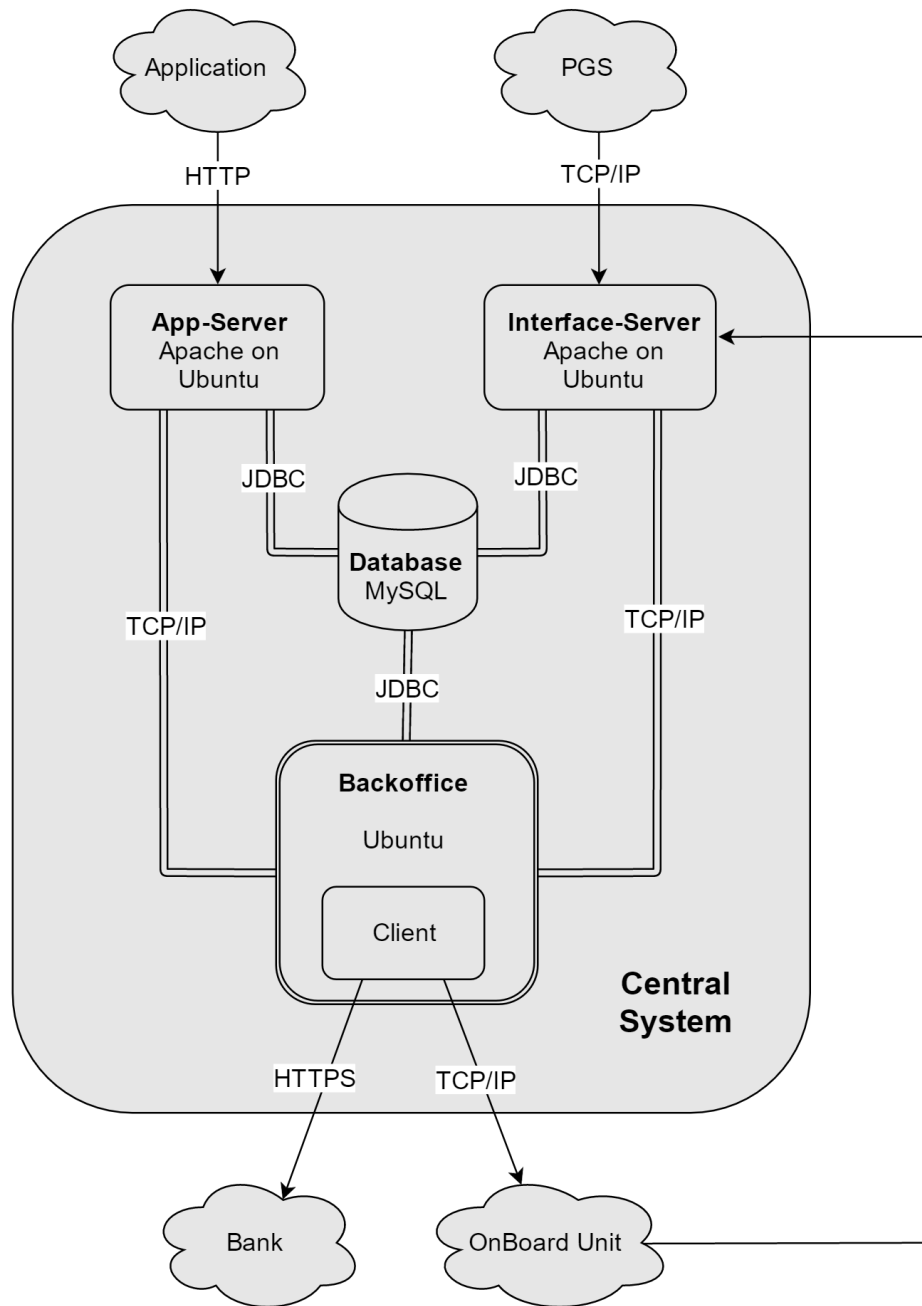 Application
PGS
HTTP
TCP/IP
App-Server
Apache on
Ubuntu
Interface-Server
Apache on
Ubuntu
JDBC
JDBC
Database
MySQL
TCP/IP
TCP/IP
JDBC
Backoffice
Ubuntu
Client
Central
System
HTTPS
TCP/IP
Bank
OnBoard Unit